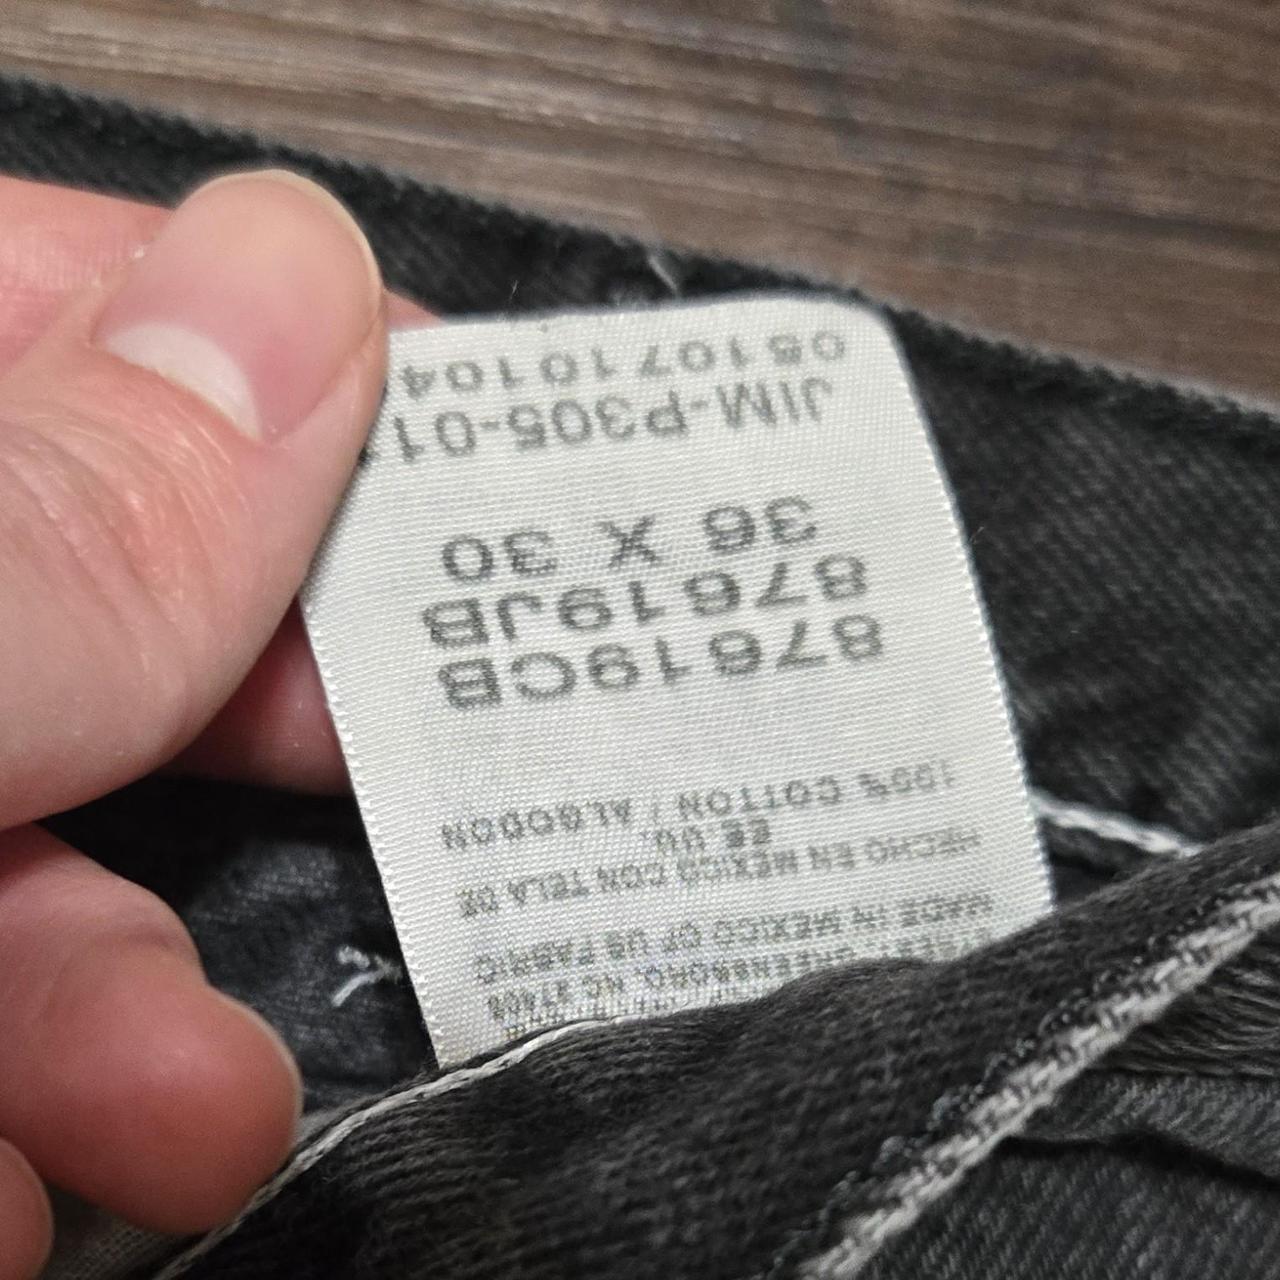 GREENSBORO, NC 27408
MADE IN MEXICO OF US FABRIC
HECHO EN MEXICO CON TELA DE
EE.UU.
100% COTTON / ALGODON
87619CB
87619JB
36 X 30
JIM-P305-01
0510710104